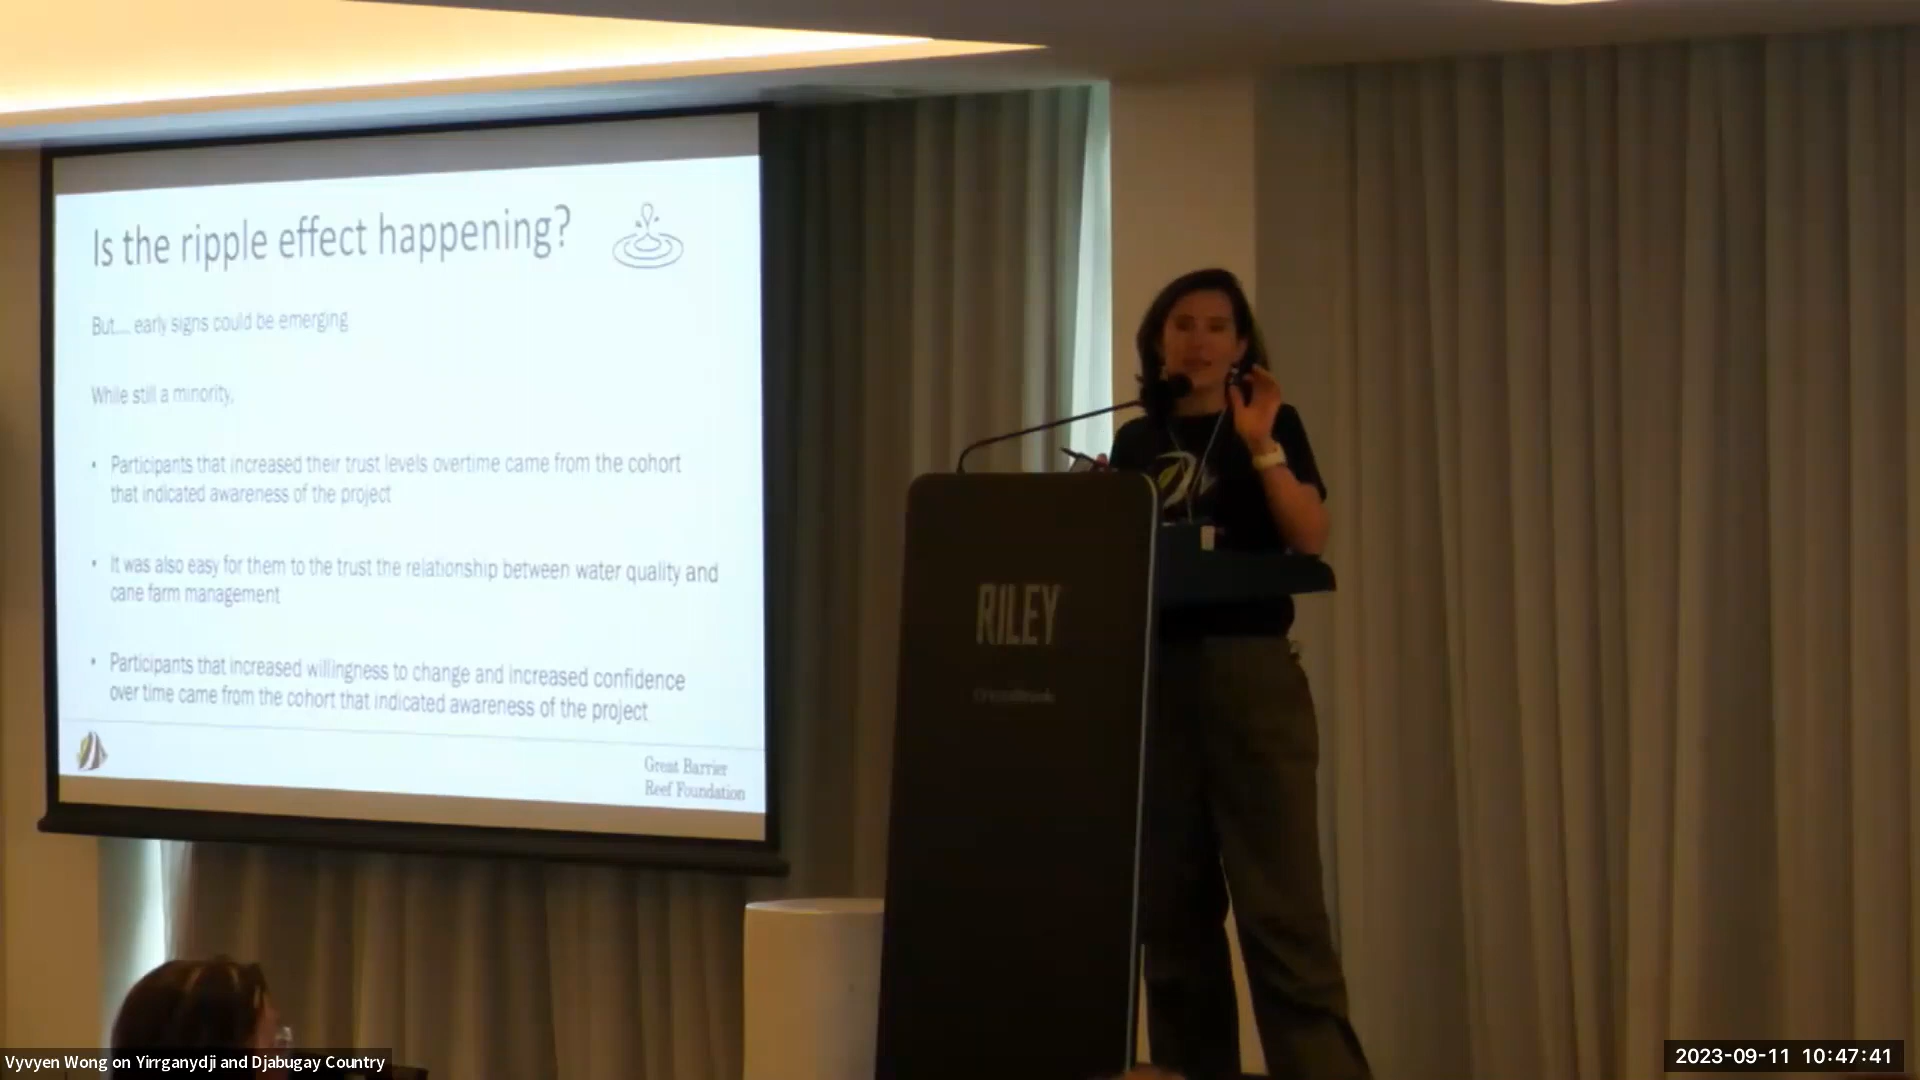 Is the ripple effect happening?
But.... early signs could be emerging
While still a minority,
• Participants that increased their trust levels overtime came from the cohort
that indicated awareness of the project
• It was also easy for them to the trust the relationship between water quality and
cane farm management
• Participants that increased willingness to change and increased confidence
over time came from the cohort that indicated awareness of the project
Great Barrier
Reef Foundation
RILEY
Vyvyen Wong on Yirrganydji and Djabugay Country
2023-09-11 10:47:41